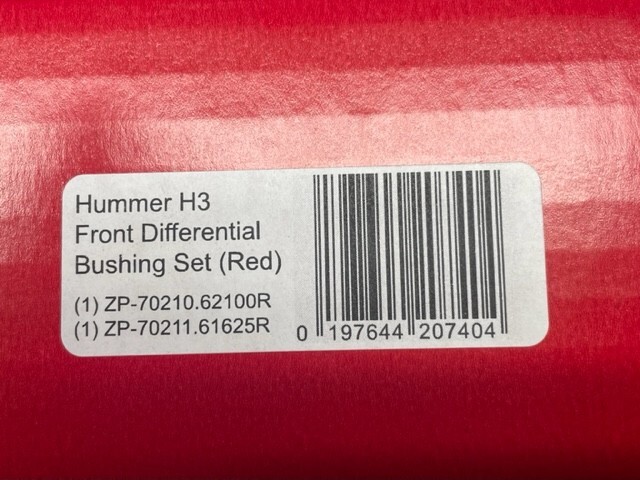 Hummer H3
Front Differential
Bushing Set (Red)
(1) ZP-70210.62100R
(1) ZP-70211.61625R
0 197644 207404